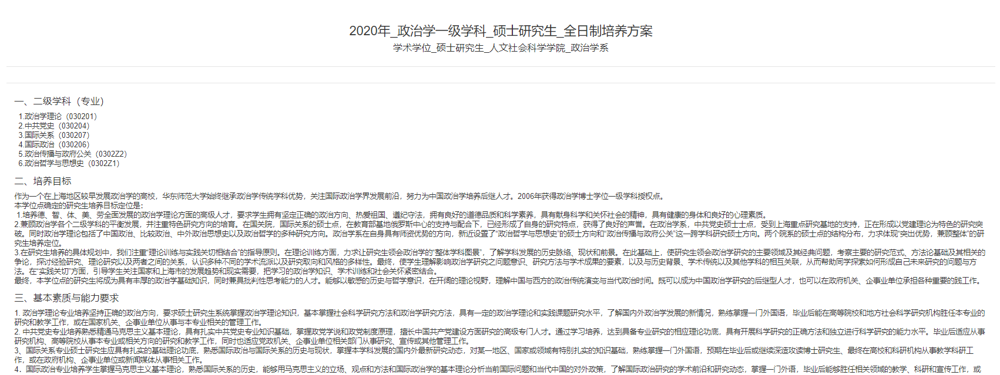 2020年_政治学一级学科_硕士研究生_全日制培养方案
学术学位_硕士研究生_人文社会科学学院_政治学系
一、二级学科（专业）
1.政治学理论（030201）
2.中共党史（030204）
3.国际关系（030207）
4.国际政治（030206）
5.政治传播与政府公关（0302Z2）
6.政治哲学与思想史（0302Z1）
二、培养目标
作为一个在上海地区较早发展政治学的高校，华东师范大学始终继承政治学传统学科优势，关注国际政治学界发展前沿，努力为中国政治学培养后继人才。2006年获得政治学博士学位一级学科授权点。
本学位点确定的研究生培养目标定位是：
1.培养德、智、体、美、劳全面发展的政治学理论方面的高级人才，要求学生拥有坚定正确的政治方向、热爱祖国、遵纪守法，拥有良好的道德品质和科学素养，具有献身科学和关怀社会的精神，具有健康的身体和良好的心理素质。
2.兼顾政治学各个二级学科的平衡发展，并注重特色研究方向的培育。在国关院，国际关系的硕士点，在教育部基地俄罗斯中心的支持与配合下，已经形成了自身的研究特点，获得了良好的声誉。在政治学系，中共党史硕士士点，受到上海重点研究基地的支持，正在形成以党建理论为特色的研究突
破。同时政治学理论包括了中国政治、比较政治、中外政治思想史以及政治哲学的多种研究方向。政治学系在自身具有师资优势的方向，新近设置了“政治哲学与思想史”的硕士方向和“政治传播与政府公关”这一跨学科研究硕士方向。两个院系的硕士点的结构分布，力求体现“突出优势，兼顾整体”的研
究生培养定位。
3.在研究生培养的具体规划中，我们注重“理论训练与实践关切相结合”的指导原则。在理论训练方面，力求让研究生领会政治学的“整体学科图景”，了解学科发展的历史脉络、现状和前景。在此基础上，使研究生领会政治学研究的主要领域及其经典问题，考察主要的研究范式、方法论基础及其相关的
争论，探讨经验研究、理论研究以及两者之间的关系，认识多种不同的学术流派以及研究取向和风格的多样性。最终，使学生理解影响政治学研究之问题意识、研究方法与学术成果的要素，以及与历史背景、学术传统以及其他学科的相互关联，从而帮助同学探索如何形成自己未来研究的问题与方
法。在“实践关切”方面，引导学生关注国家和上海市的发展趋势和现实需要，把学习的政治学知识、学术训练和社会关怀紧密结合。
最终，本学位点的研究生将成为具有丰厚的政治学基础知识，同时兼具批判性思考能力的人才。能够以敏感的历史与哲学意识，在开阔的理论视野，理解中国与西方的政治传统演变与当代政治时间。既可以成为中国政治学研究的后继型人才，也可以在政府机关、企事业单位承担各种重要的践工作。
三、基本素质与能力要求
1. 政治学理论专业培养坚持正确的政治方向，要求硕士研究生系统掌握政治学理论知识，基本掌握社会科学研究方法和政治学研究方法，具有一定的政治学理论和实践课题研究水平，了解国内外政治学发展的新情况，熟练掌握一门外国语，毕业后能在高等院校和地方社会科学研究机构胜任本专业的
研究和教学工作，或在国家机关、企事业单位从事与本专业相关的管理工作。
2. 中共党史专业培养熟悉精通马克思主义基本理论，具有扎实中共党史专业知识基础，掌握政党学说和政党制度原理，擅长中国共产党建设方面研究的高级专门人才。通过学习培养，达到具备专业研究的相应理论功底，具有开展科学研究的正确方法和独立进行科学研究的能力水平。毕业后适应从事
研究机构、高等院校从事本专业或相关方向的研究和教学工作，同时也适应党政机关、企事业单位相关部门从事研究、宣传或其他管理工作。
3、国际关系专业硕士研究生应具有扎实的基础理论功底，熟悉国际政治与国际关系的历史与现状，掌握本学科发展的国内外最新研究动态，对某一地区、国家或领域有特别扎实的知识基础，熟练掌握一门外国语，预期在毕业后或继续深造攻读博士研究生、最终在高校和科研机构从事教学科研工
作，或在政府机构、企事业单位或新闻媒体从事相关工作。
4．国际政治专业培养学生掌握马克思主义基本理论，熟悉国际关系的历史，能够用马克思主义的立场、观点和方法和国际政治学的基本理论分析当前国际问题和当代中国的对外政策，了解国际政治研究的学术前沿和研究动态，掌握一门外语，毕业后能够胜任相关领域的教学、科研和宣传工作，或